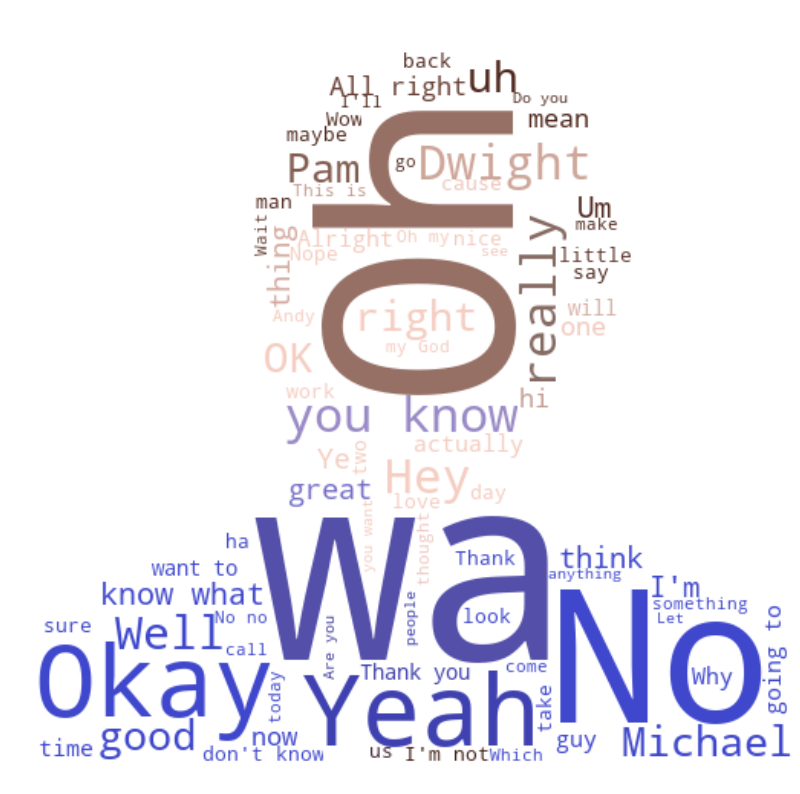 back
All right uh
I'll Do you
Wow mean
maybe
Oh
Pam go Dwight
This is cause
man Um
make
Wait thing Alright Oh my nice really
Nope see little
say
Andy right will
one
OK my God
work hi
you know
Ye two actually
great Hey
love day
you want thought
Wa
ha Thank think
want to anything
know what I'm
No no Are you people look something
sure Well Let
call No
Okay Thank you come Why going to
today Yeah take
time good now guy Michael
don't know us I'm not Which